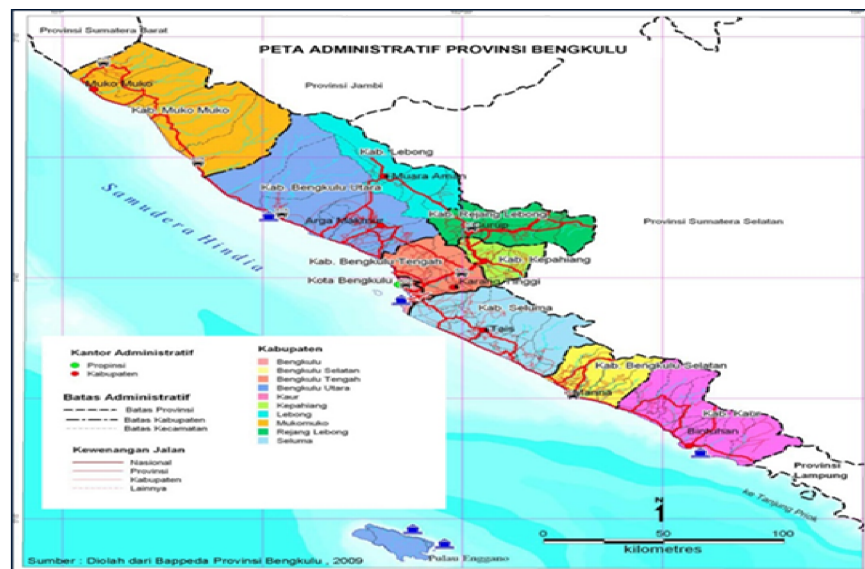 Provinsi Sumatera Barat
PETA ADMINISTRATIF PROVINSI BENGKULU
Provinsi Jambi
Muko Muko
Kab. Muko Muko
Kab. Lebong
Muara Aman
Kab. Bengkulu Utara
Samudera Hindia
Arga Makmur
Kab. Rejang Lebong
Curup
Provinsi Sumatera Selatan
Kab. Bengkulu Tengah
Kab. Kepahiang
Kota Bengkulu
Karang Tinggi
Kab. Seluma
Tais
Kab. Bengkulu Selatan
Manna
Kab. Kaur
Bintuhan
Provinsi
Lampung
ke Tanjung Priok
Kantor Administratif
Propinsi
Kabupaten
Batas Administratif
Batas Provinsi
Batas Kabupaten
Batas Kecamatan
Kewenangan Jalan
Nasional
Provinsi
Kabupaten
Lainnya
Kabupaten
Bengkulu
Bengkulu Selatan
Bengkulu Tengah
Bengkulu Utara
Kaur
Kepahiang
Lebong
Mukomuko
Rejang Lebong
Seluma
N
0 50 100
kilometres
Pulau Enggano
Sumber : Diolah dari Bappeda Provinsi Bengkulu , 2009